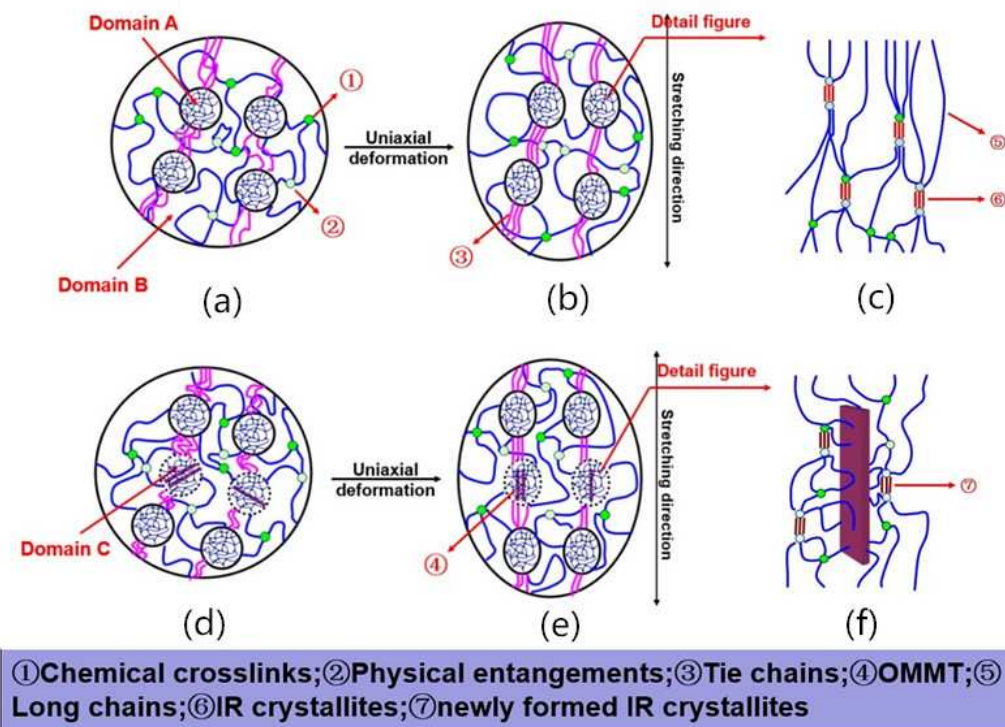 Domain A
①
Uniaxial
deformation
②
Domain B
(a)
Detail figure
Stretching direction
③
(b)
⑤
⑥
(c)
Domain C
(d)
Uniaxial
deformation
Detail figure
Stretching direction
④
(e)
⑦
(f)
①Chemical crosslinks;②Physical entangements;③Tie chains;④OMMT;⑤
Long chains;⑥IR crystallites;⑦newly formed IR crystallites